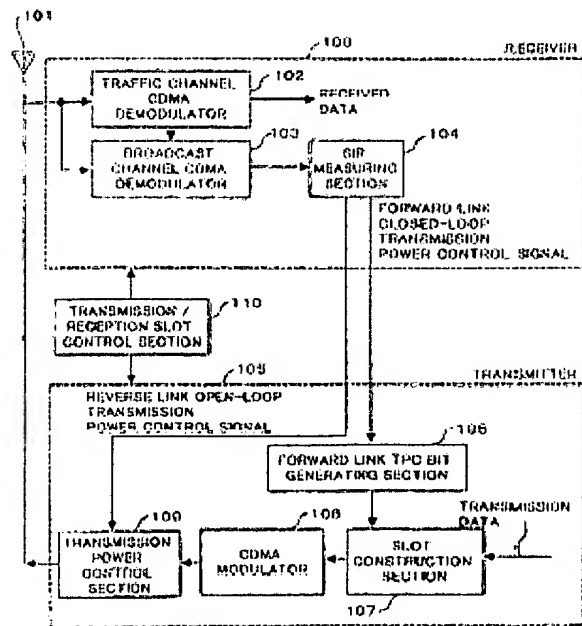 101
100
RECEIVER
102
TRAFFIC CHANNEL
CDMA
DEMODULATOR
RECEIVED
DATA
103
104
BROADCAST
CHANNEL CDMA
DEMODULATOR
SIR
MEASURING
SECTION
FORWARD LINK
CLOSED-LOOP
TRANSMISSION
POWER CONTROL SIGNAL
110
TRANSMISSION /
RECEPTION SLOT
CONTROL SECTION
105
TRANSMITTER
REVERSE LINK OPEN-LOOP
TRANSMISSION
POWER CONTROL SIGNAL
106
FORWARD LINK TPC BIT
GENERATING SECTION
TRANSMISSION
DATA
109
108
TRANSMISSION
POWER
CONTROL
SECTION
CDMA
MODULATOR
SLOT
CONSTRUCTION
SECTION
107